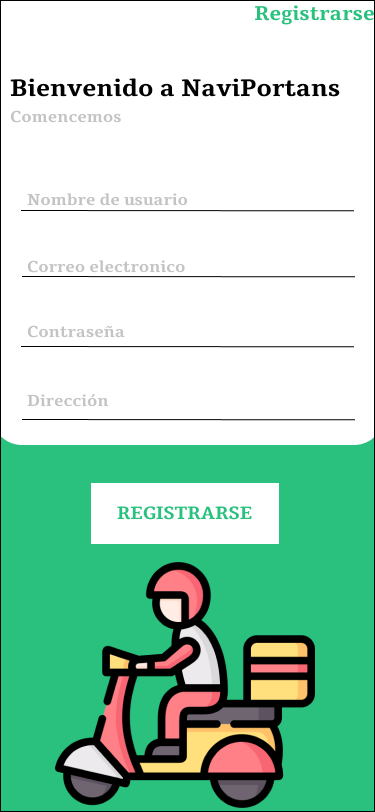 Registrarse
Bienvenido a NaviPortans
Comencemos
Nombre de usuario
Correo electronico
Contraseña
Dirección
REGISTRARSE